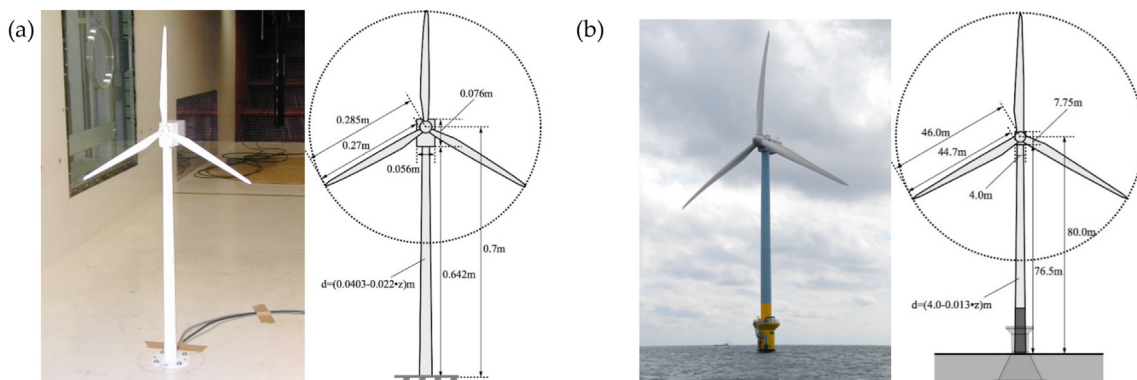 (a)
0.285m
0.27m
0.076m
0.056m
0.7m
0.642m
d=(0.0403-0.022•z)m
(b)
46.0m
44.7m
7.75m
4.0m
80.0m
76.5m
d=(4.0-0.013•z)m